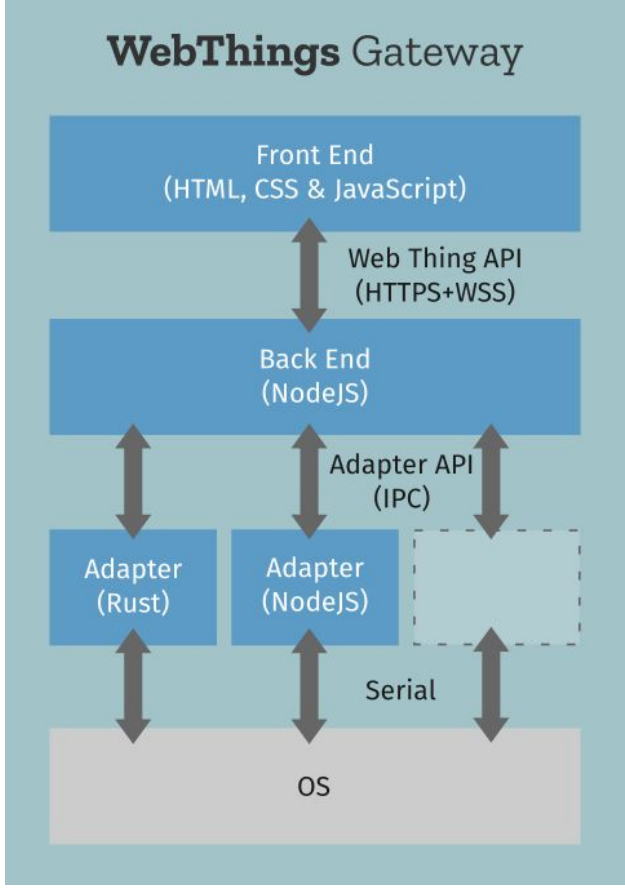 WebThings Gateway
Front End
(HTML, CSS & JavaScript)
Web Thing API
(HTTPS+WSS)
Back End
(NodeJS)
Adapter API
(IPC)
Adapter
(Rust)
Adapter
(NodeJS)
Serial
OS